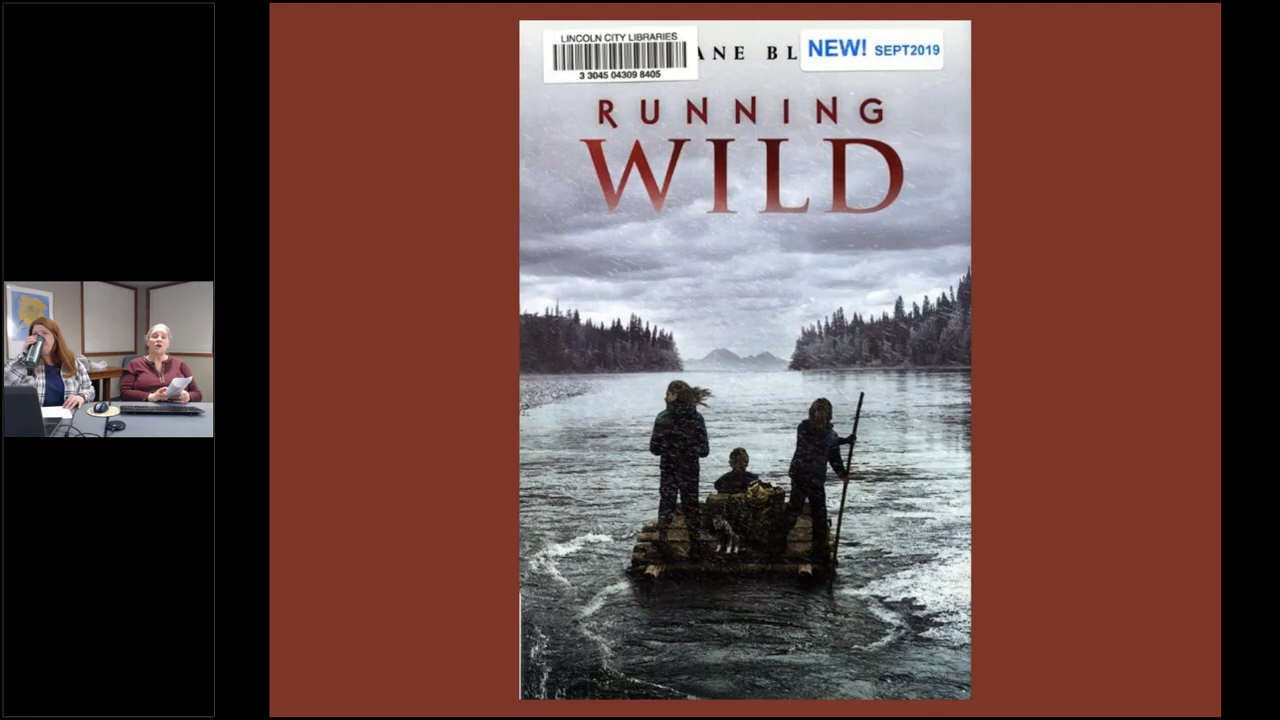 LINCOLN CITY LIBRARIES
3 3045 04309 8405
NEW! SEPT2019
RUNNING
WILD